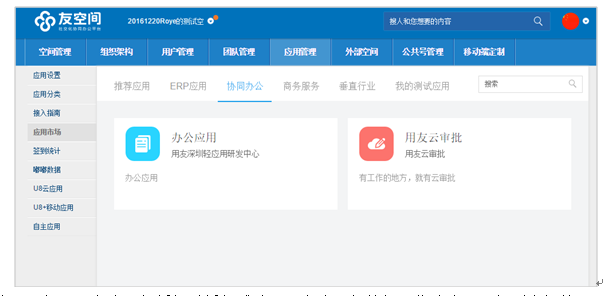 友空间
社交化协同办公平台
20161220Roye的测试空
搜人和您想要的内容
空间管理 组织架构 用户管理 团队管理 应用管理 外部空间 公共号管理 移动端定制
应用设置
应用分类
接入指南
应用市场
签到统计
嘟嘟数据
U8云应用
U8+移动应用
自主应用
推荐应用 ERP应用 协同办公 商务服务 垂直行业 我的测试应用
搜索
办公应用
用友深圳轻应用研发中心
办公应用
用友云审批
用友云审批
有工作的地方，就有云审批